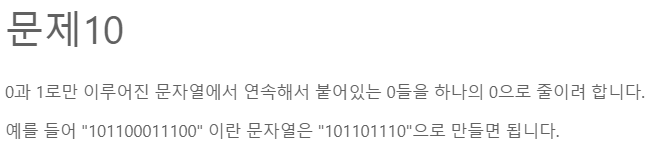 문제10
0과 1로만 이루어진 문자열에서 연속해서 붙어있는 0들을 하나의 0으로 줄이려 합니다.
예를 들어 "101100011100" 이란 문자열은 "101101110"으로 만들면 됩니다.